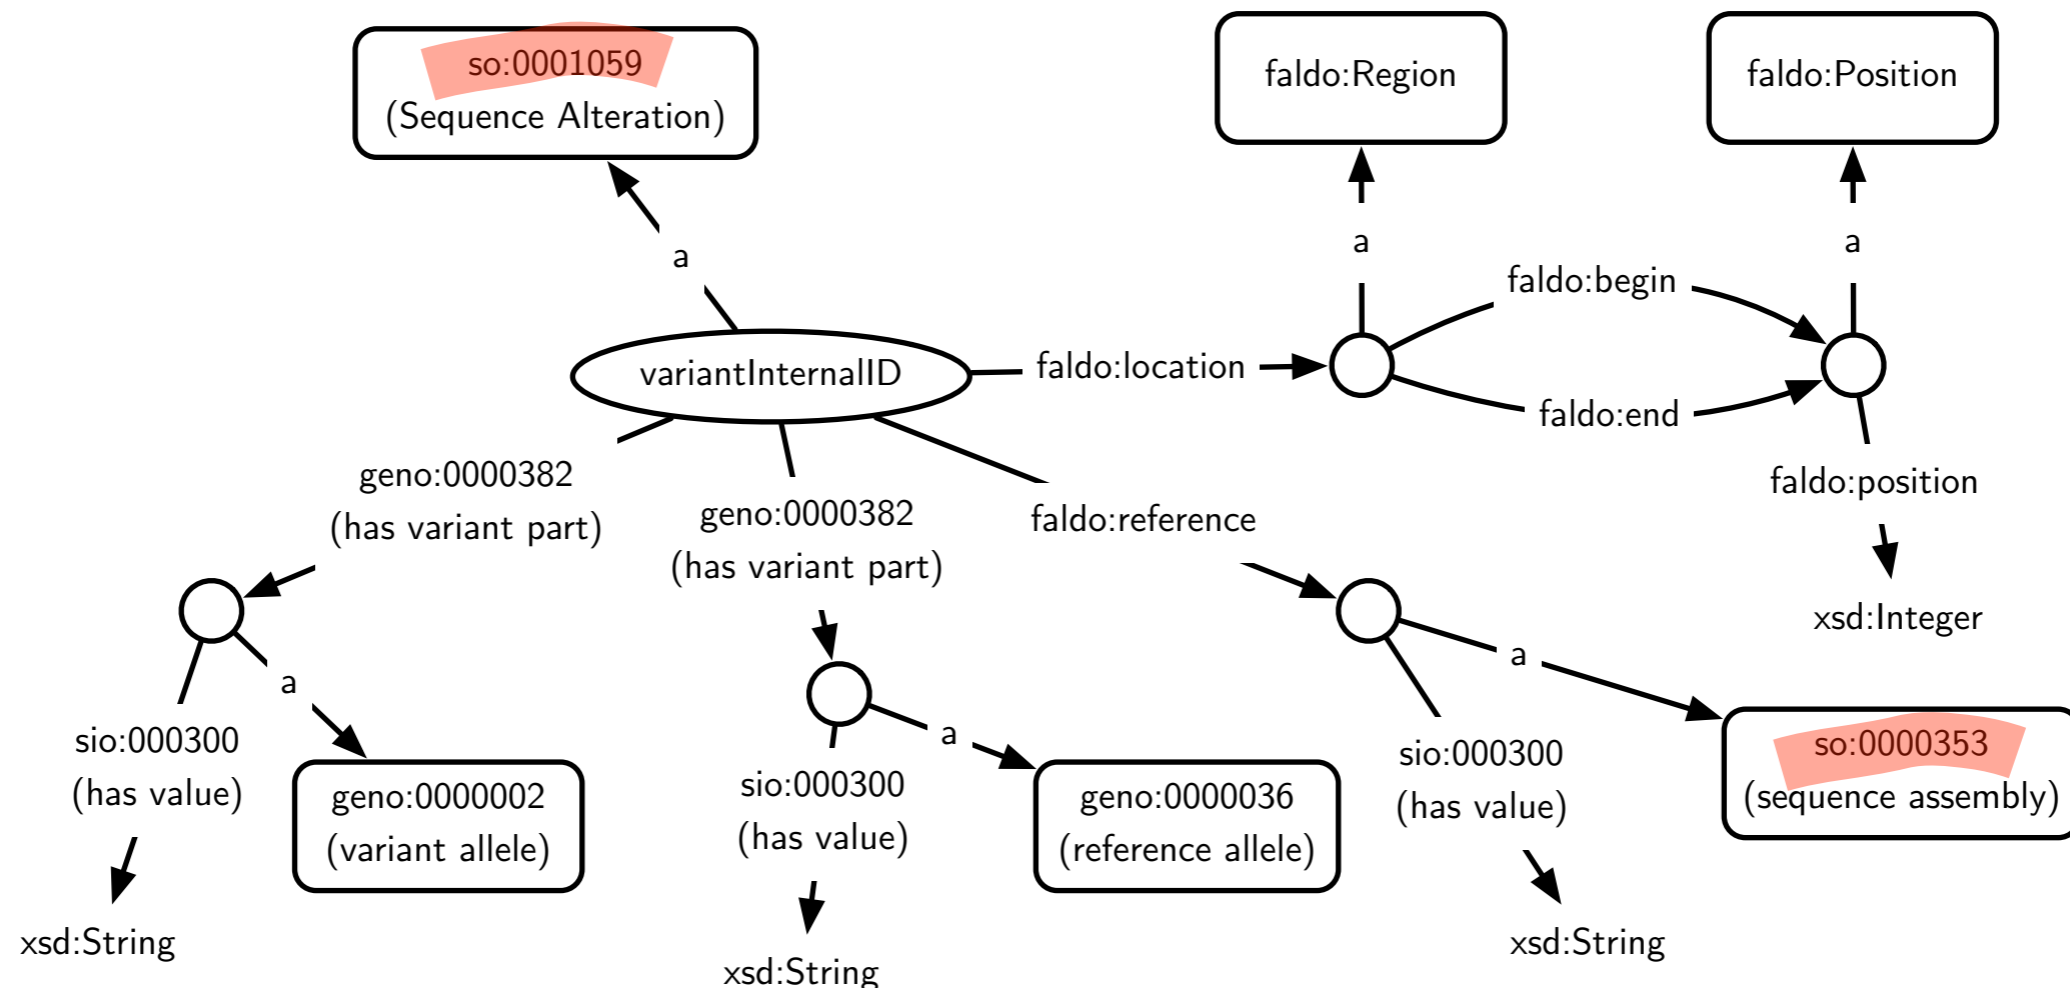 so:0001059
(Sequence Alteration)
faldo:Region
faldo:Position
a
a
a
faldo:begin
variantInternalID
faldo:location
faldo:end
geno:0000382
(has variant part)
geno:0000382
(has variant part)
faldo:reference
faldo:position
xsd:Integer
a
a
a
sio:000300
(has value)
geno:0000002
(variant allele)
sio:000300
(has value)
geno:0000036
(reference allele)
sio:000300
(has value)
so:0000353
(sequence assembly)
xsd:String
xsd:String
xsd:String